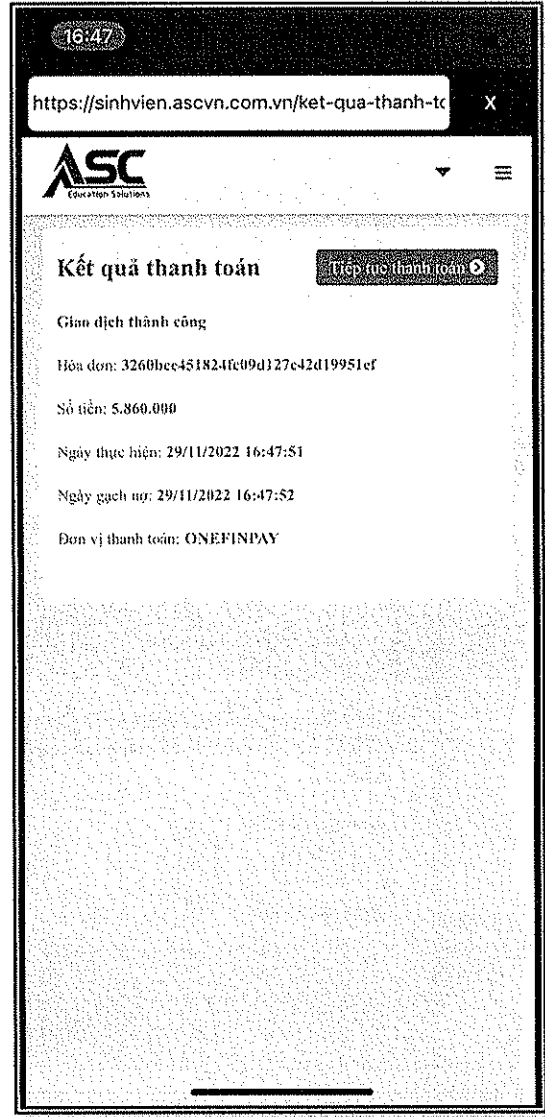 16:47
https://sinhvien.ascvn.com.vn/ket-qua-thanh-tc
X
ASC
Education Solutions
Kết quả thanh toán
Tiếp tục thanh toán
Giao dịch thành công
Hóa đơn: 3260bee451824fe09d127c42d19951ef
Số tiền: 5.860.000
Ngày thực hiện: 29/11/2022 16:47:51
Ngày gạch nợ: 29/11/2022 16:47:52
Đơn vị thanh toán: ONEFINPAY